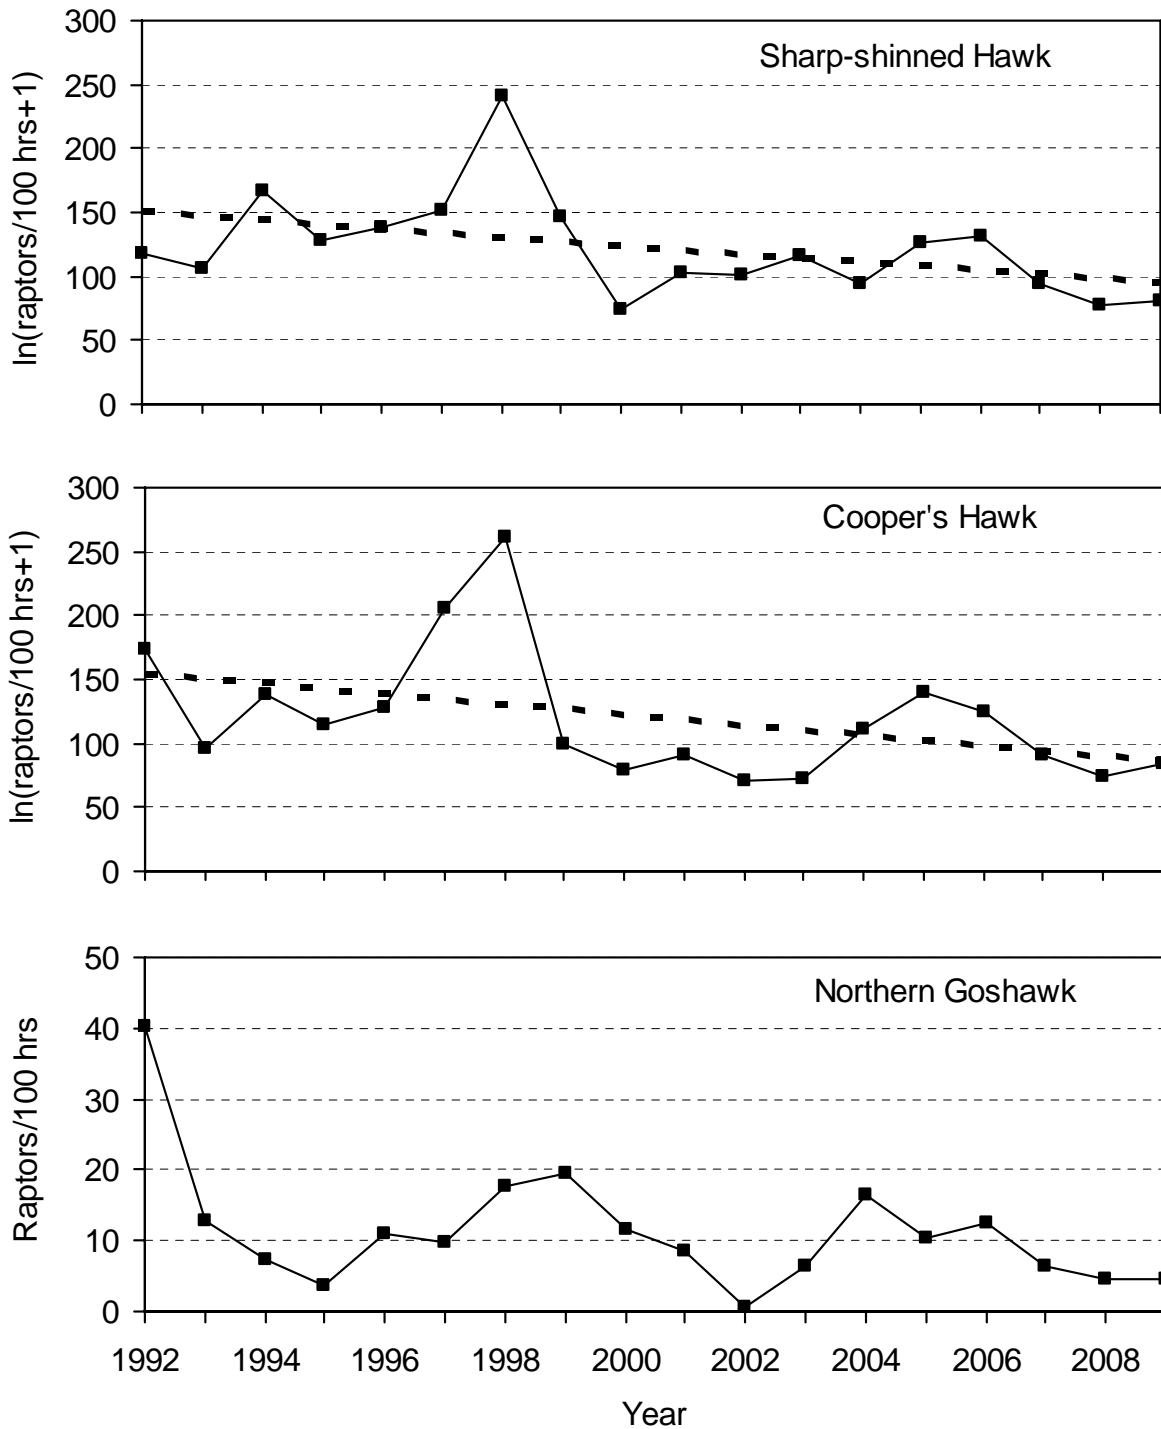 Sharp-shinned Hawk
ln(raptors/100 hrs+1)
300
250
200
150
100
50
0
Cooper's Hawk
ln(raptors/100 hrs+1)
300
250
200
150
100
50
0
Northern Goshawk
Raptors/100 hrs
50
40
30
20
10
0
1992 1994 1996 1998 2000 2002 2004 2006 2008
Year